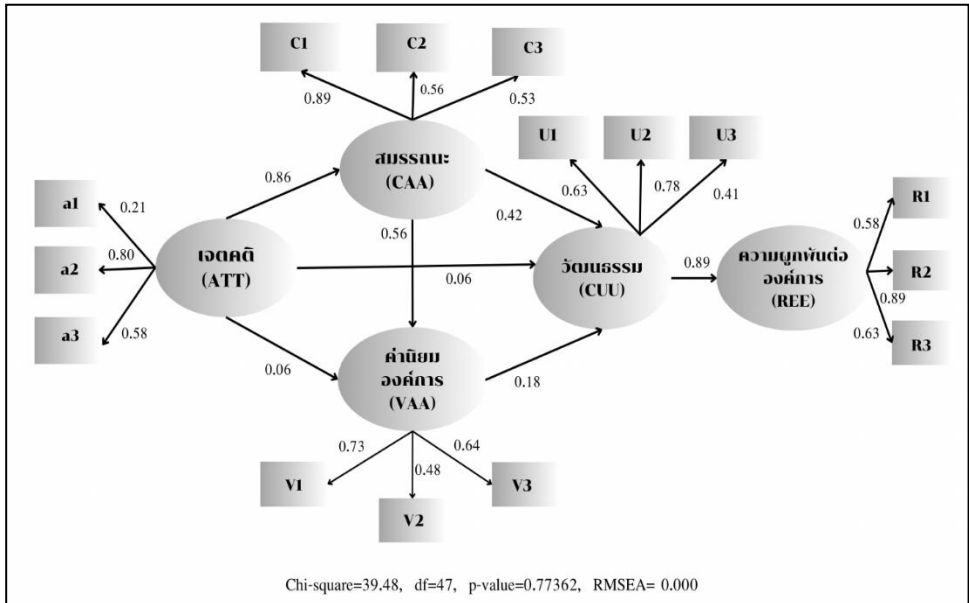 C1
C2
C3
0.89
0.56
0.53
สมรรถนะ
(CAA)
U1
U2
U3
0.63
0.78
0.41
a1
a2
a3
0.21
0.80
0.58
เจตคติ
(ATT)
0.86
0.56
0.42
0.06
0.06
วัฒนธรรม
(CUU)
0.89
ความผูกพันต่อ
องค์การ
(REE)
R1
R2
R3
0.58
0.89
0.63
ค่านิยม
องค์การ
(VAA)
0.18
0.73
0.48
0.64
V1
V2
V3
Chi-square=39.48, df=47, p-value=0.77362, RMSEA= 0.000